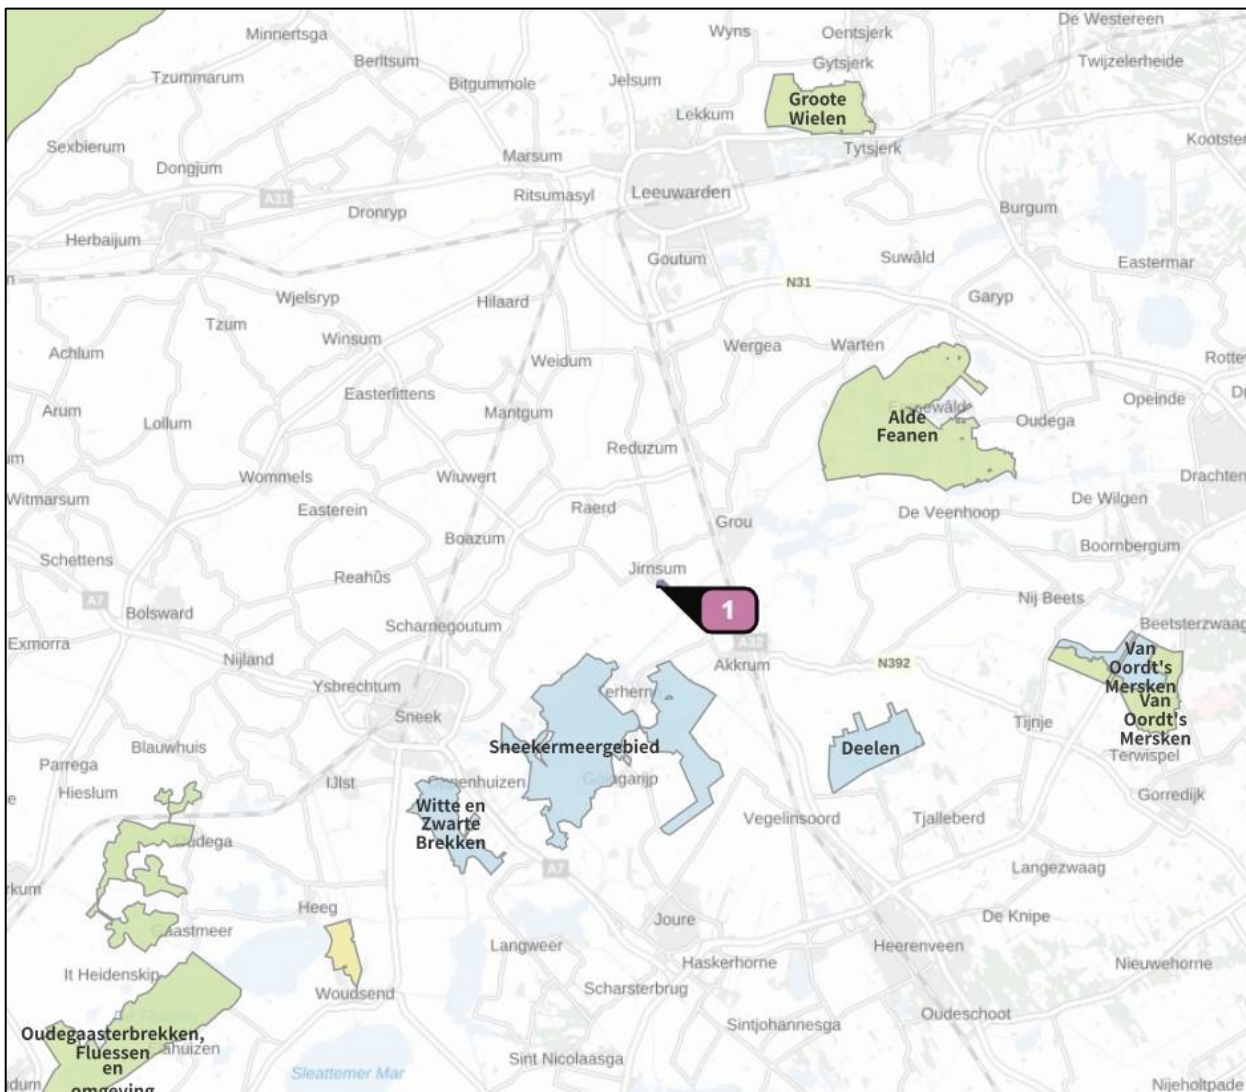 De Westereen
Minnertsga
Wyns
Oentsjerk
Berltsum
Gytsjerk
Twijzelerheide
Tzummarum
Bitgummole
Jelsum
Groote
Wielen
Lekkum
Sexbierum
Marsum
Tytsjerk
Dongjum
Ritsumasyl
Leeuwarden
A31
Dronryp
Burgum
Herbaijum
Goutum
Suwâld
Eastermar
N31
Wjelsryp
Hilaard
Garyp
Tzum
Winsum
Wergea
Warten
Achlum
Weidum
Easterlittens
Opeinde
Arum
Mantgum
Lollum
Alde
Feanen
Oudega
Reduzum
Wommels
Wiuwert
Drachten
Witmarsum
Easterein
Raerd
Grou
De Veenhoop
De Wilgen
Boazum
Boornbergum
Schettens
Jirnsum
Reahûs
A7
Bolsward
1
Nij Beets
Scharnegoutum
Beetsterzwaag
Exmorra
A32
Nijland
Akkrum
N392
Van
Oordt's
Mersken
Van
Oordt's
Mersken
Ysbrechtum
Sneek
Tijnje
Blauwhuis
Sneekermeergebied
Deelen
Terwispel
Parrega
Hieslum
IJlst
Gorredijk
Witte en
Zwarte
Brekken
Vegelinsoord
Tjalleberd
A7
Langezwaag
Heeg
Joure
De Knipe
Gaastmeer
Langweer
Heerenveen
Haskerhorne
It Heidenskip
Woudsend
Scharsterbrug
Nieuwehorne
Oudeschoot
Sintjohannesga
Oudegaasterbrekken,
Fluessen
en
omgeving
Sint Nicolaasga
Sleattemer Mar
Nijeholtpade